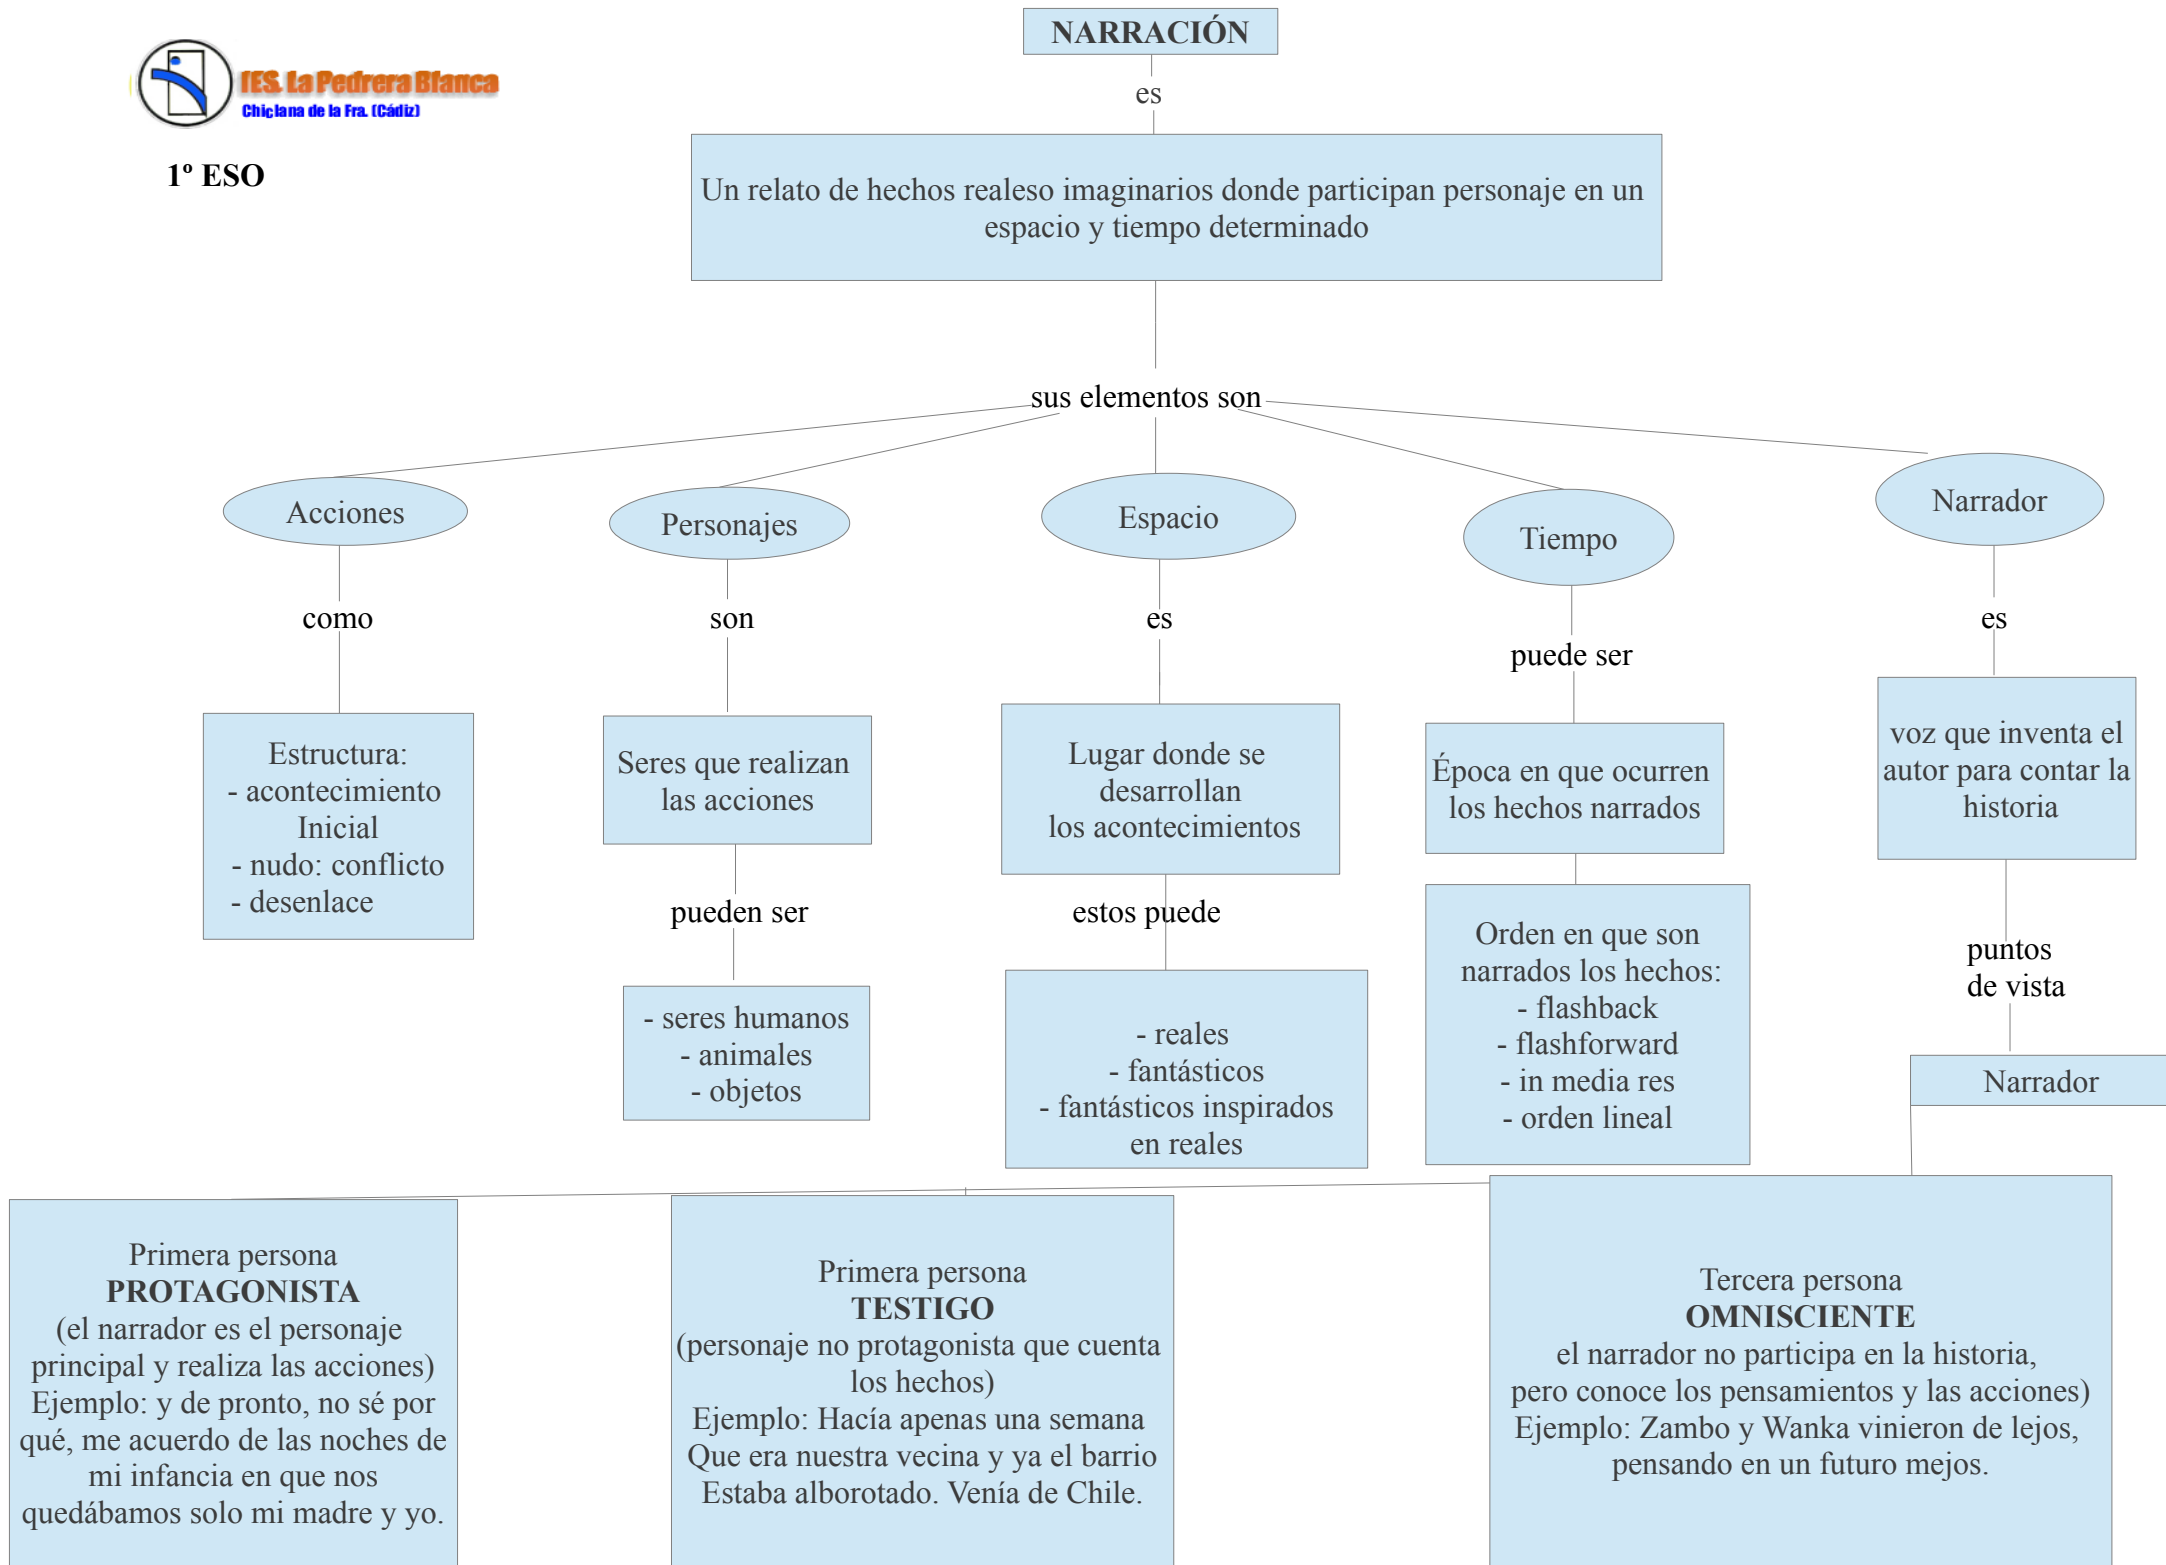 NARRACIÓN
IES. La Pedrera Blanca
Chiclana de la Fra. (Cádiz)
1º ESO
es
Un relato de hechos realeso imaginarios donde participan personaje en un
espacio y tiempo determinado
sus elementos son
Acciones
como
Estructura:
- acontecimiento
Inicial
- nudo: conflicto
- desenlace
Personajes
son
Seres que realizan
las acciones
pueden ser
- seres humanos
- animales
- objetos
Espacio
es
Lugar donde se
desarrollan
los acontecimientos
estos puede
- reales
- fantásticos
- fantásticos inspirados
en reales
Tiempo
puede ser
Época en que ocurren
los hechos narrados
Orden en que son
narrados los hechos:
- flashback
- flashforward
- in media res
- orden lineal
Narrador
es
voz que inventa el
autor para contar la
historia
puntos
de vista
Narrador
Primera persona
PROTAGONISTA
(el narrador es el personaje
principal y realiza las acciones)
Ejemplo: y de pronto, no sé por
qué, me acuerdo de las noches de
mi infancia en que nos
quedábamos solo mi madre y yo.
Primera persona
TESTIGO
(personaje no protagonista que cuenta
los hechos)
Ejemplo: Hacía apenas una semana
Que era nuestra vecina y ya el barrio
Estaba alborotado. Venía de Chile.
Tercera persona
OMNISCIENTE
el narrador no participa en la historia,
pero conoce los pensamientos y las acciones)
Ejemplo: Zambo y Wanka vinieron de lejos,
pensando en un futuro mejos.